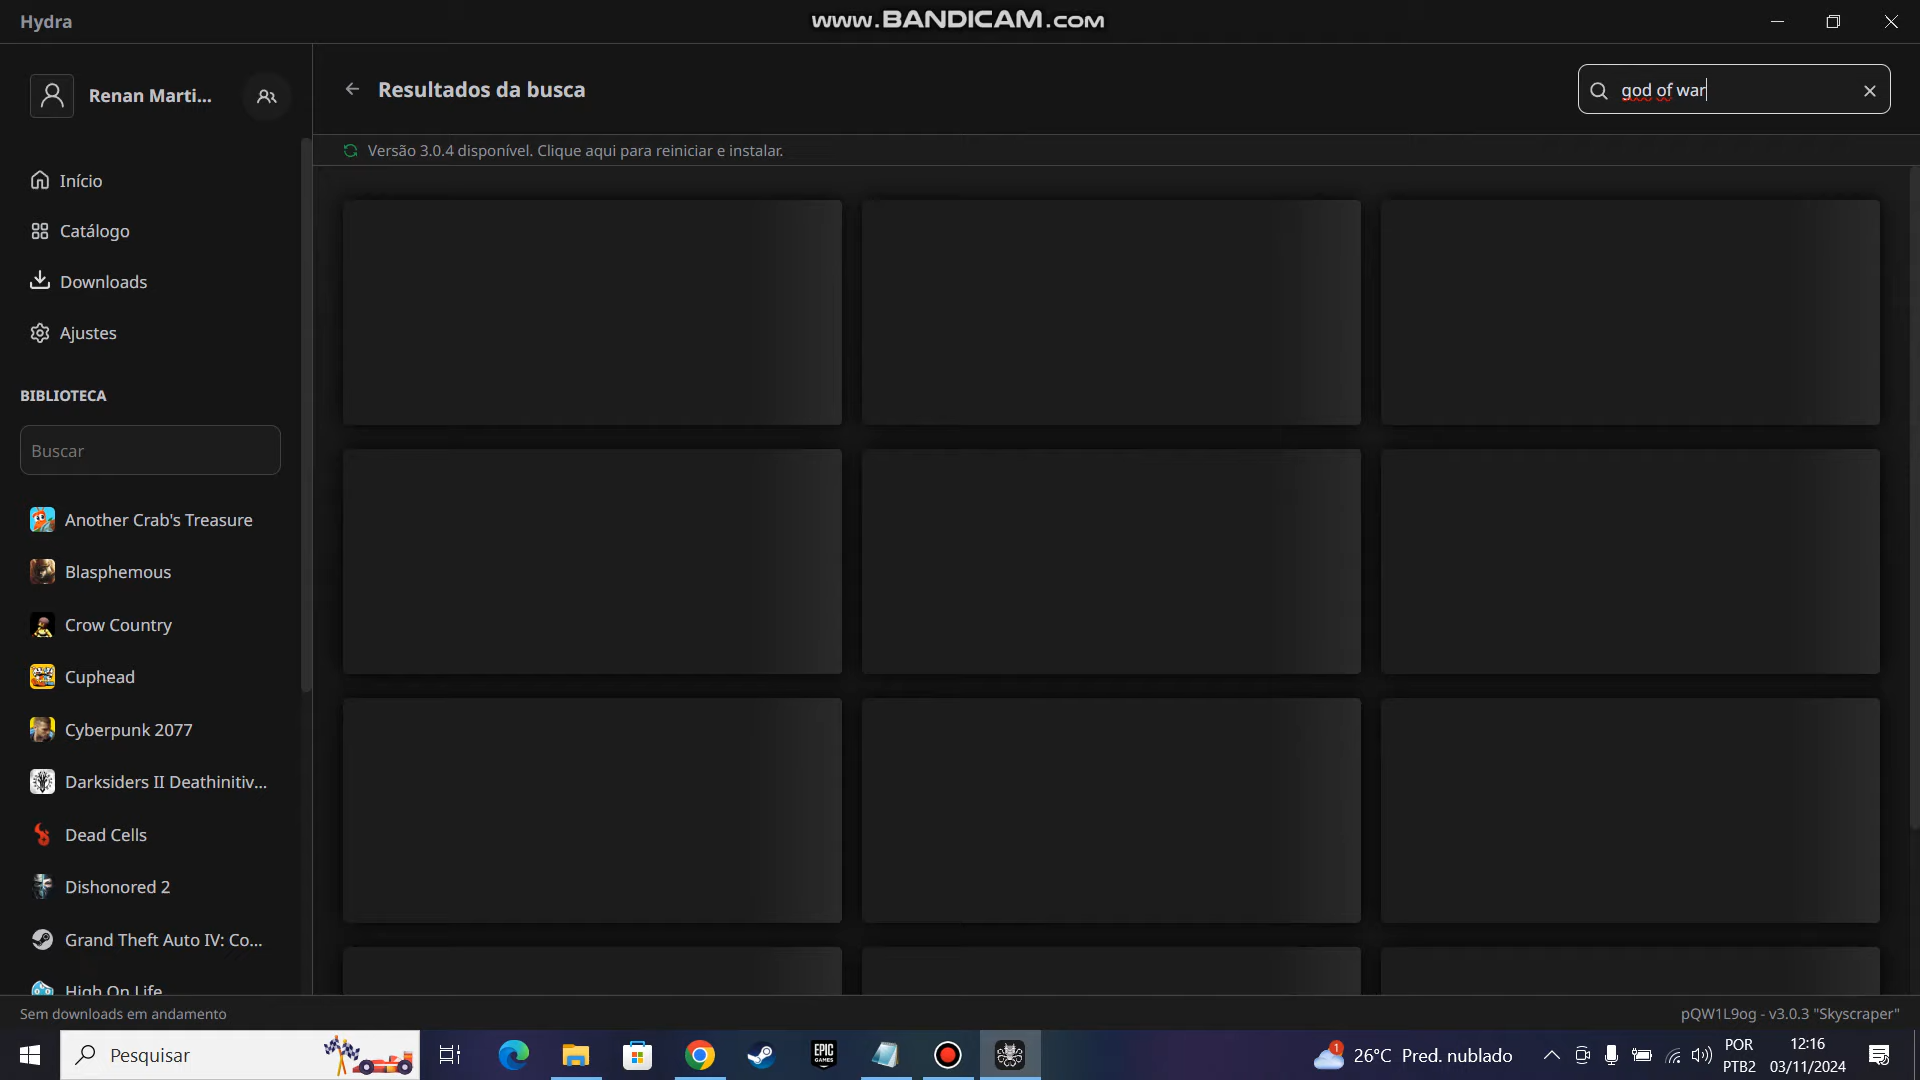 Hydra
www.BANDICAM.com
Renan Marti...
Resultados da busca
god of war
Versão 3.0.4 disponível. Clique aqui para reiniciar e instalar.
Início
Catálogo
Downloads
Ajustes
BIBLIOTECA
Buscar
Another Crab's Treasure
Blasphemous
Crow Country
Cuphead
Cyberpunk 2077
Darksiders II Deathinitiv...
Dead Cells
Dishonored 2
Grand Theft Auto IV: Co...
High On Life
Sem downloads em andamento
pQW1L9og - v3.0.3 "Skyscraper"
Pesquisar
EPIC GAMES
1
26°C Pred. nublado
POR
PTB2
12:16
03/11/2024